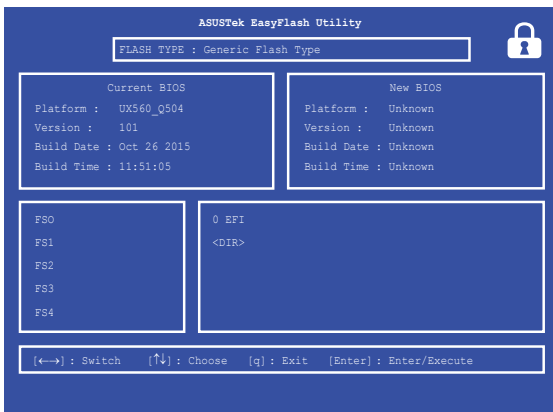 ASUSTek EasyFlash Utility
FLASH TYPE : Generic Flash Type
Current BIOS
Platform : UX560_Q504
Version : 101
Build Date : Oct 26 2015
Build Time : 11:51:05
New BIOS
Platform : Unknown
Version : Unknown
Build Date : Unknown
Build Time : Unknown
FSO
FS1
FS2
FS3
FS4
0 EFI
<DIR>
[←→] : Switch [↑↓] : Choose [q] : Exit [Enter] : Enter/Execute